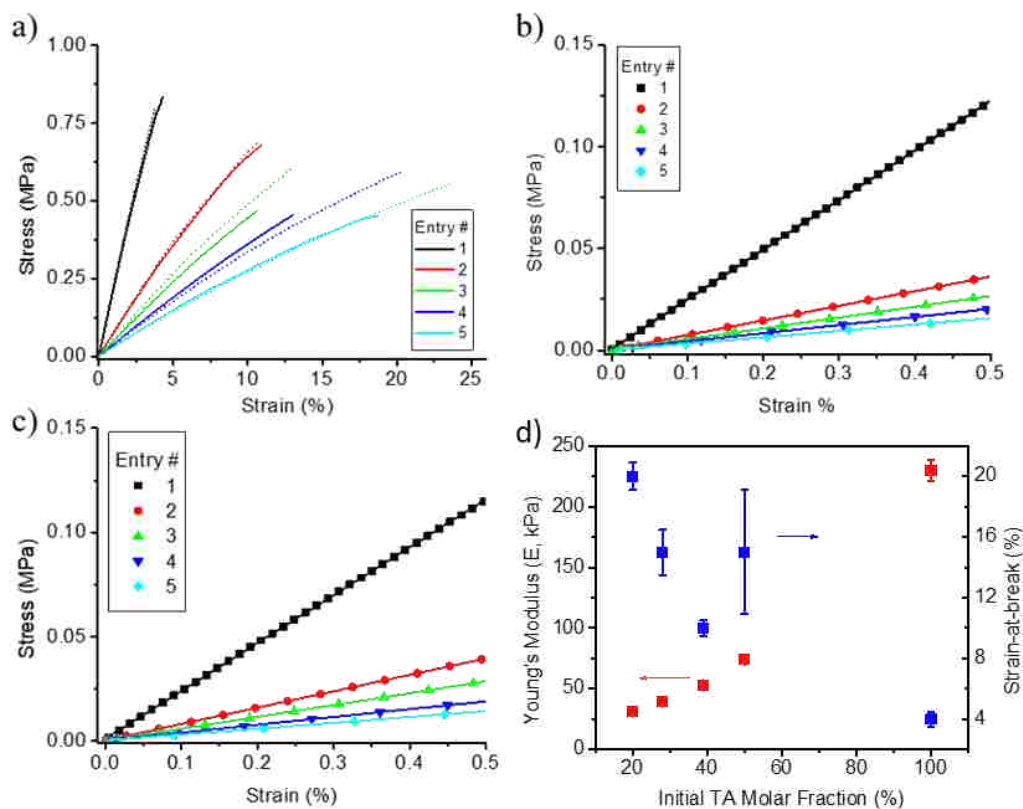 a)
1.00
0.75
0.50
0.25
0.00
Stress (MPa)
0 5 10 15 20 25
Strain (%)
Entry #
1
2
3
4
5
b)
0.15
0.10
0.05
0.00
Stress (MPa)
0.0 0.1 0.2 0.3 0.4 0.5
Strain %
Entry #
1
2
3
4
5
c)
0.15
0.10
0.05
0.00
Stress (MPa)
0.0 0.1 0.2 0.3 0.4 0.5
Strain (%)
Entry #
1
2
3
4
5
d)
250
225
200
175
150
125
100
75
50
25
0
Young's Modulus (E, kPa)
20 40 60 80 100
Initial TA Molar Fraction (%)
20
16
12
8
4
Strain-at-break (%)